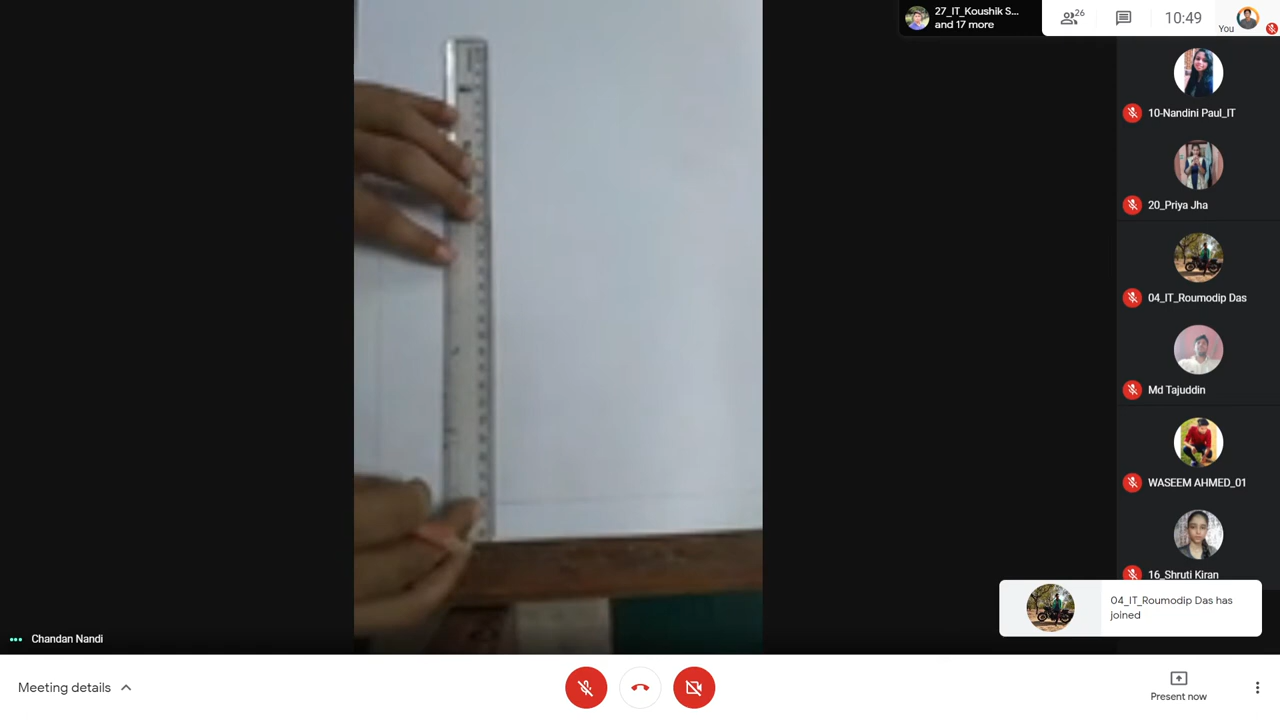 27_IT_Koushik S...
and 17 more
26
10:49
You
10-Nandini Paul_IT
20_Priya Jha
04_IT_Roumodip Das
Md Tajuddin
WASEEM AHMED_01
16_Shruti Kiran
04_IT_Roumodip Das has
joined
Chandan Nandi
Meeting details
Present now